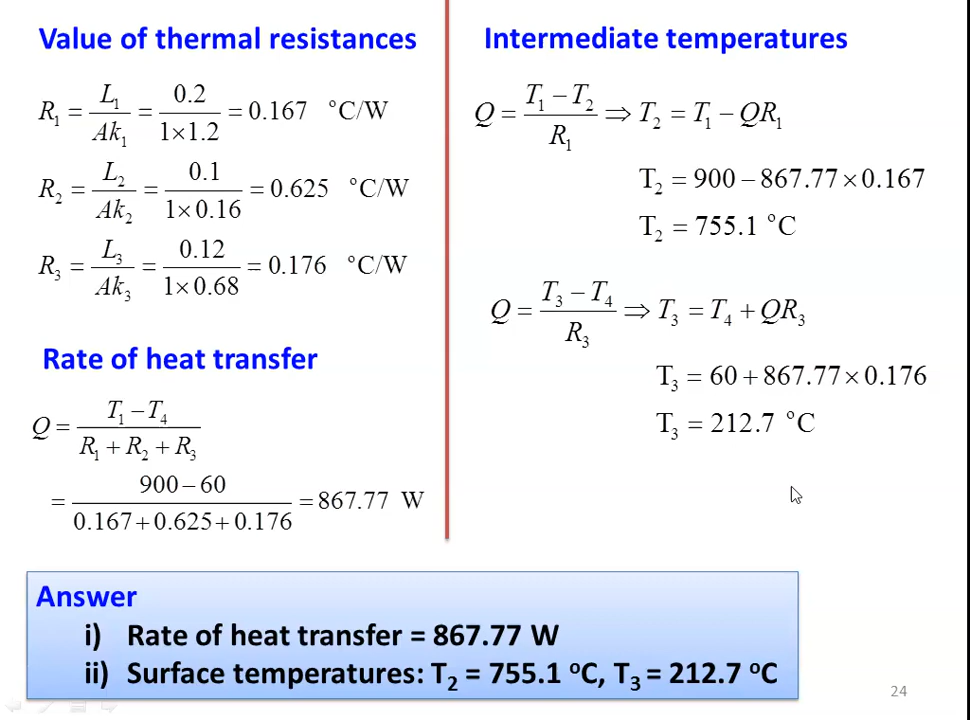 Value of thermal resistances
R₁ = L₁/Ak₁ = 0.2/1×1.2 = 0.167 °C/W
R₂ = L₂/Ak₂ = 0.1/1×0.16 = 0.625 °C/W
R₃ = L₃/Ak₃ = 0.12/1×0.68 = 0.176 °C/W
Rate of heat transfer
Q = T₁−T₄/R₁+R₂+R₃
= 900−60/0.167+0.625+0.176 = 867.77 W
Intermediate temperatures
Q = T₁−T₂/R₁ ⇒ T₂ = T₁ − QR₁
T₂ = 900 − 867.77×0.167
T₂ = 755.1 °C
Q = T₃−T₄/R₃ ⇒ T₃ = T₄ + QR₃
T₃ = 60 + 867.77×0.176
T₃ = 212.7 °C
Answer
i) Rate of heat transfer = 867.77 W
ii) Surface temperatures: T₂ = 755.1 °C, T₃ = 212.7 °C
24